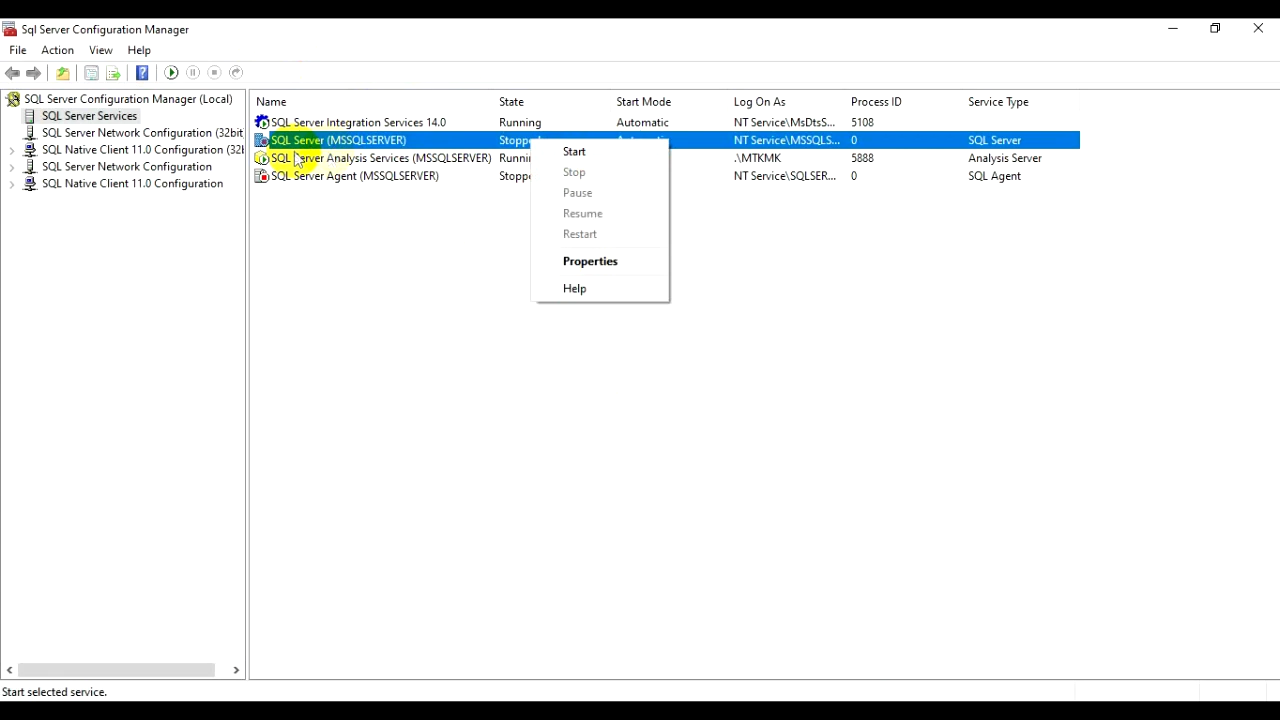 Sql Server Configuration Manager
File Action View Help
SQL Server Configuration Manager (Local)
SQL Server Services
SQL Server Network Configuration (32bit
SQL Native Client 11.0 Configuration (32l
SQL Server Network Configuration
SQL Native Client 11.0 Configuration
Name State Start Mode Log On As Process ID Service Type
SQL Server Integration Services 14.0 Running Automatic NT Service\MsDtsS... 5108
SQL Server (MSSQLSERVER) NT Service\MSSQLS... 0 SQL Server
SQL Server Analysis Services (MSSQLSERVER) .\MTKMK 5888 Analysis Server
SQL Server Agent (MSSQLSERVER) NT Service\SQLSER... 0 SQL Agent
Start
Stop
Pause
Resume
Restart
Properties
Help
Start selected service.